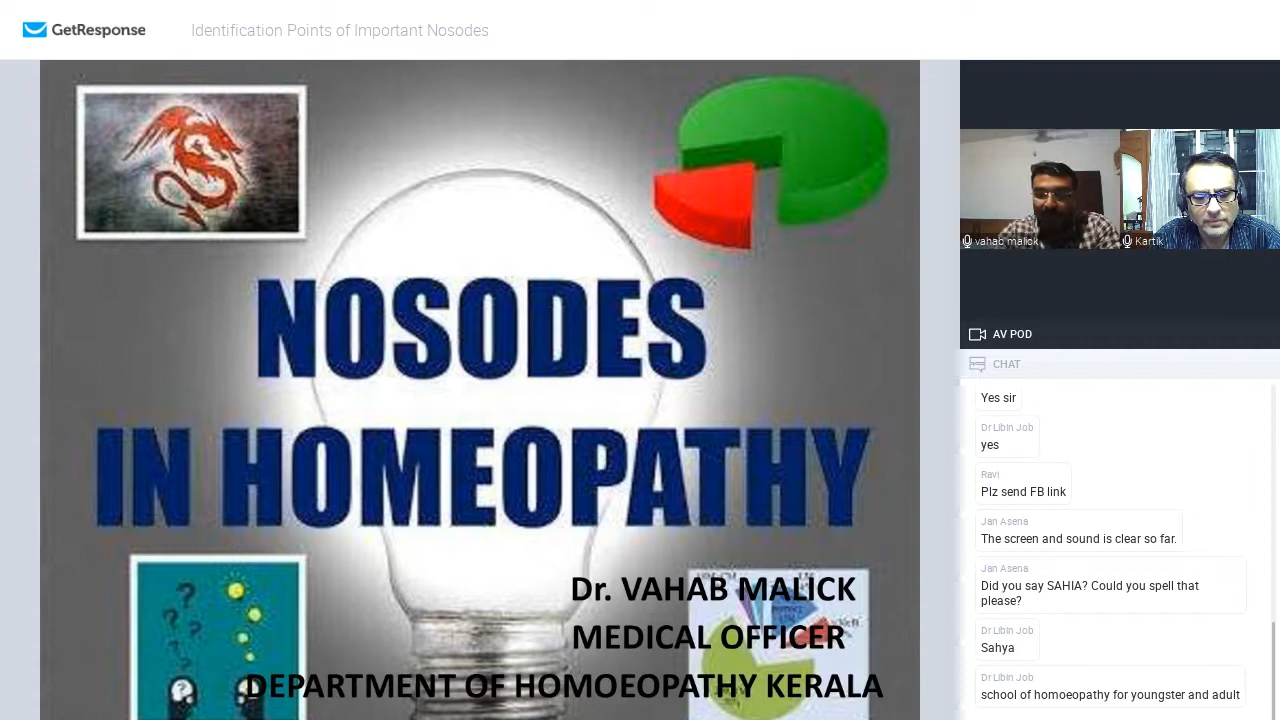 GetResponse
Identification Points of Important Nosodes
NOSODES
IN HOMEOPATHY
Dr. VAHAB MALICK
MEDICAL OFFICER
DEPARTMENT OF HOMOEOPATHY KERALA
vahab malick
Kartik
AV POD
CHAT
Yes sir
Dr Libin Job
yes
Ravi
Plz send FB link
Jan Asena
The screen and sound is clear so far.
Jan Asena
Did you say SAHIA? Could you spell that
please?
Dr Libin Job
Sahya
Dr Libin Job
school of homoeopathy for youngster and adult